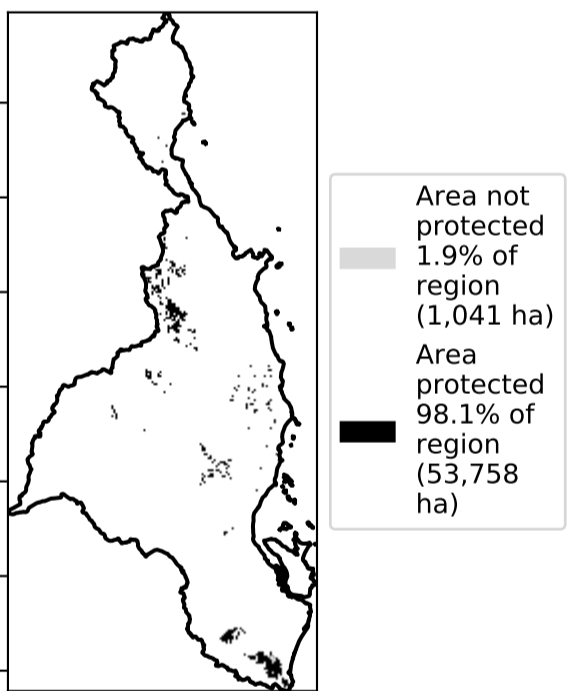 Area not
protected
1.9% of
region
(1,041 ha)
Area
protected
98.1% of
region
(53,758
ha)